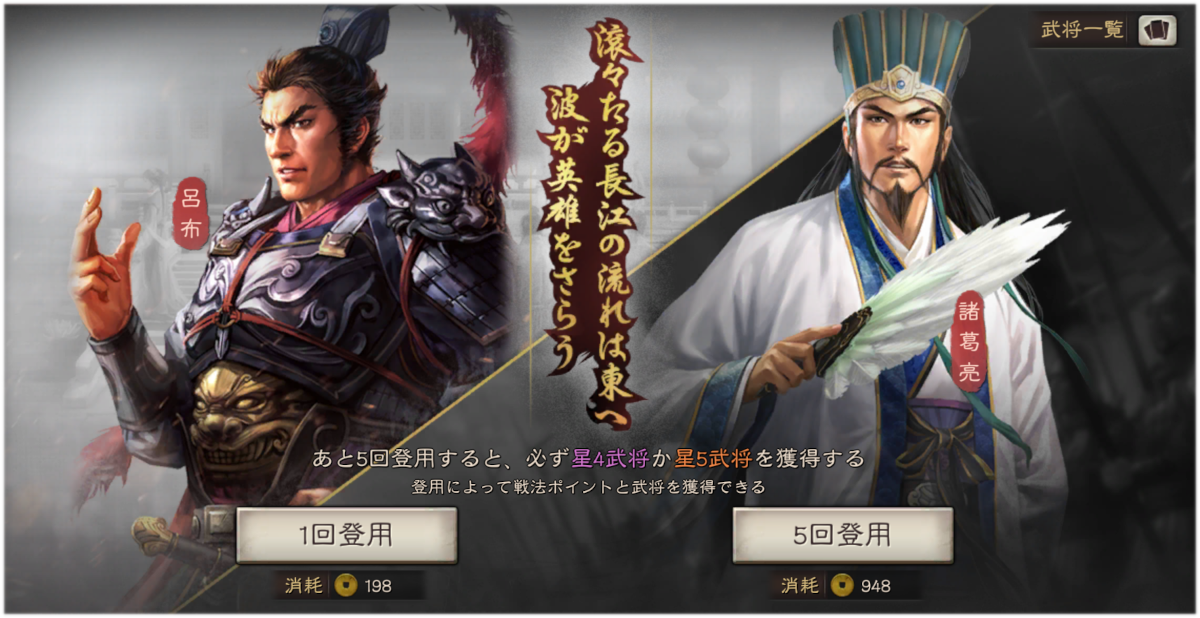 武将一覧
滾々たる長江の流れは東へ
波が英雄をさらう
呂布
諸葛亮
あと5回登用すると、必ず星4武将か星5武将を獲得する
登用によって戦法ポイントと武将を獲得できる
1回登用
5回登用
消耗 198
消耗 948